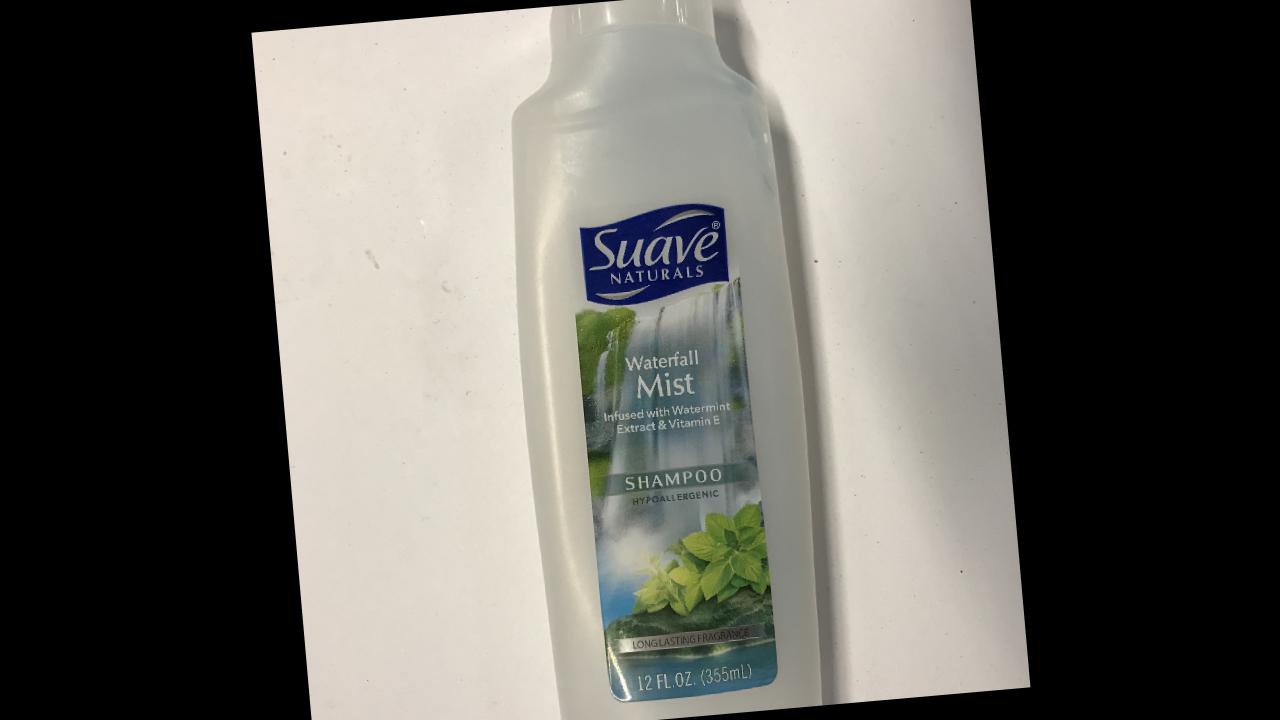 Suave®
NATURALS
Waterfall
Mist
Infused with Watermint
Extract & Vitamin E
SHAMPOO
HYPOALLERGENIC
LONG LASTING FRAGRANCE
12 FL.OZ. (355mL)